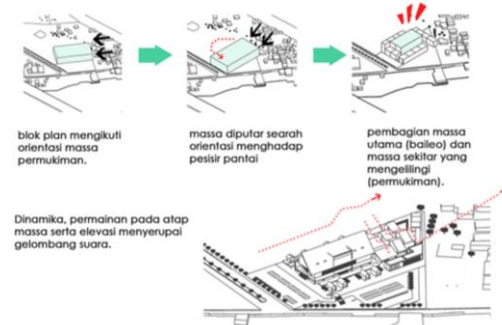 blok plan mengikuti
orientasi massa
permukiman.
massa diputar searah
orientasi menghadap
pesisir pantai
pembagian massa
utama (baileo) dan
massa sekitar yang
mengelilingi
(permukiman).
Dinamika, permainan pada atap
massa serta elevasi menyerupai
gelombang suara.